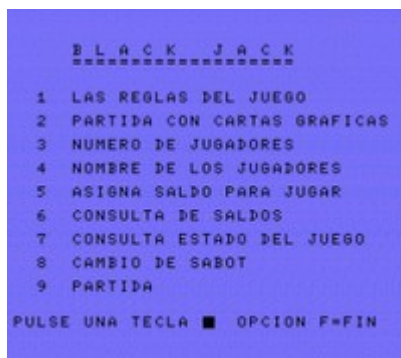 B L A C K  J A C K
===================
1 LAS REGLAS DEL JUEGO
2 PARTIDA CON CARTAS GRAFICAS
3 NUMERO DE JUGADORES
4 NOMBRE DE LOS JUGADORES
5 ASIGNA SALDO PARA JUGAR
6 CONSULTA DE SALDOS
7 CONSULTA ESTADO DEL JUEGO
8 CAMBIO DE SABOT
9 PARTIDA
PULSE UNA TECLA ■ OPCION F=FIN